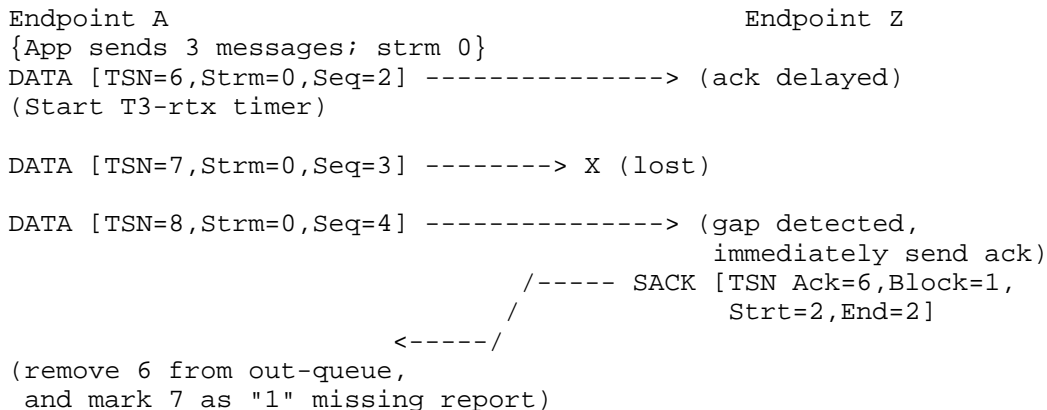 Endpoint A                                    Endpoint Z
{App sends 3 messages; strm 0}
DATA [TSN=6,Strm=0,Seq=2] ---------------> (ack delayed)
(Start T3-rtx timer)

DATA [TSN=7,Strm=0,Seq=3] --------> X (lost)

DATA [TSN=8,Strm=0,Seq=4] ---------------> (gap detected,
                                            immediately send ack)
                                /----- SACK [TSN Ack=6,Block=1,
                               /             Strt=2,End=2]
                        <-----/
(remove 6 from out-queue,
 and mark 7 as "1" missing report)